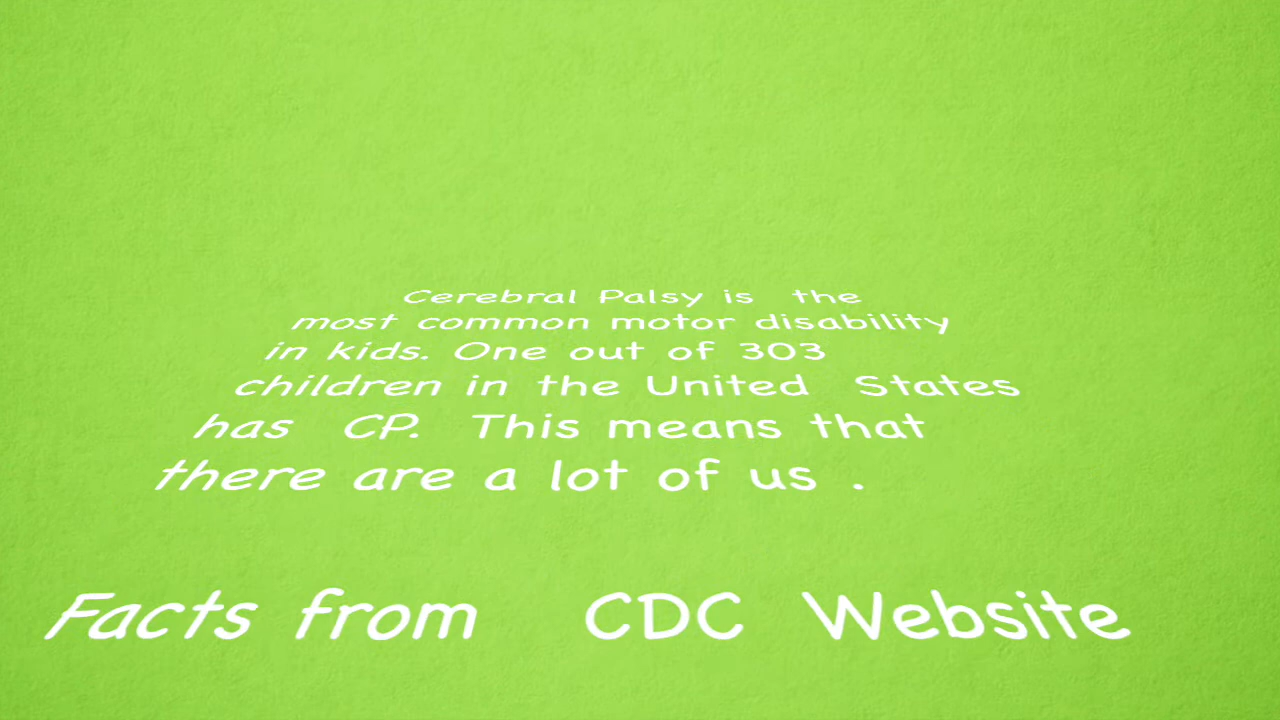 Cerebral Palsy is the
most common motor disability
in kids. One out of 303
children in the United States
has CP. This means that
there are a lot of us .
Facts from CDC Website